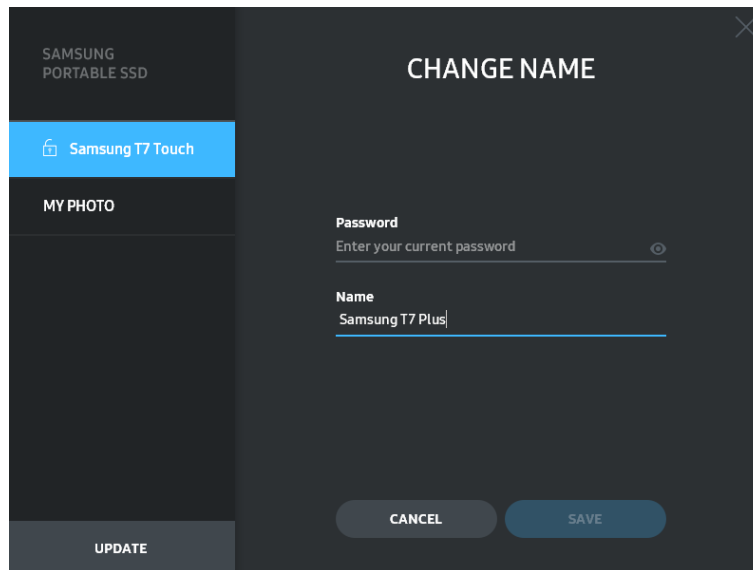 SAMSUNG
PORTABLE SSD
Samsung T7 Touch
MY PHOTO
UPDATE
CHANGE NAME
Password
Enter your current password
Name
Samsung T7 Plus
CANCEL
SAVE